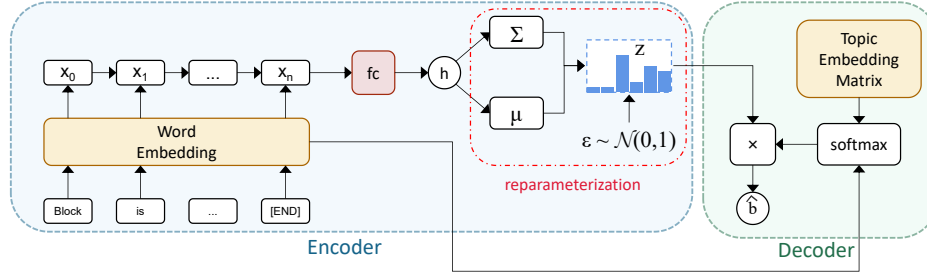 Σ
z
Topic
Embedding
Matrix
x₀
x₁
...
xₙ
fc
h
μ
ε ~ 𝒩(0,1)
Word
Embedding
×
softmax
reparameterization
Block
is
...
[END]
b̂
Encoder
Decoder